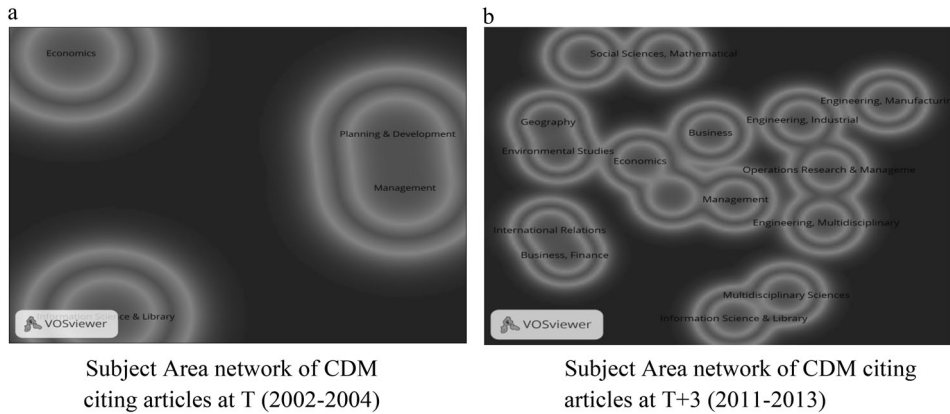 a
Economics
Planning & Development
Management
Information Science & Library
VOSviewer
Subject Area network of CDM
citing articles at T (2002-2004)
b
Social Sciences, Mathematical
Engineering, Manufacturin
Geography
Engineering, Industrial
Business
Environmental Studies
Economics
Operations Research & Manageme
Management
Engineering, Multidisciplinary
International Relations
Business, Finance
Multidisciplinary Sciences
Information Science & Library
VOSviewer
Subject Area network of CDM citing
articles at T+3 (2011-2013)